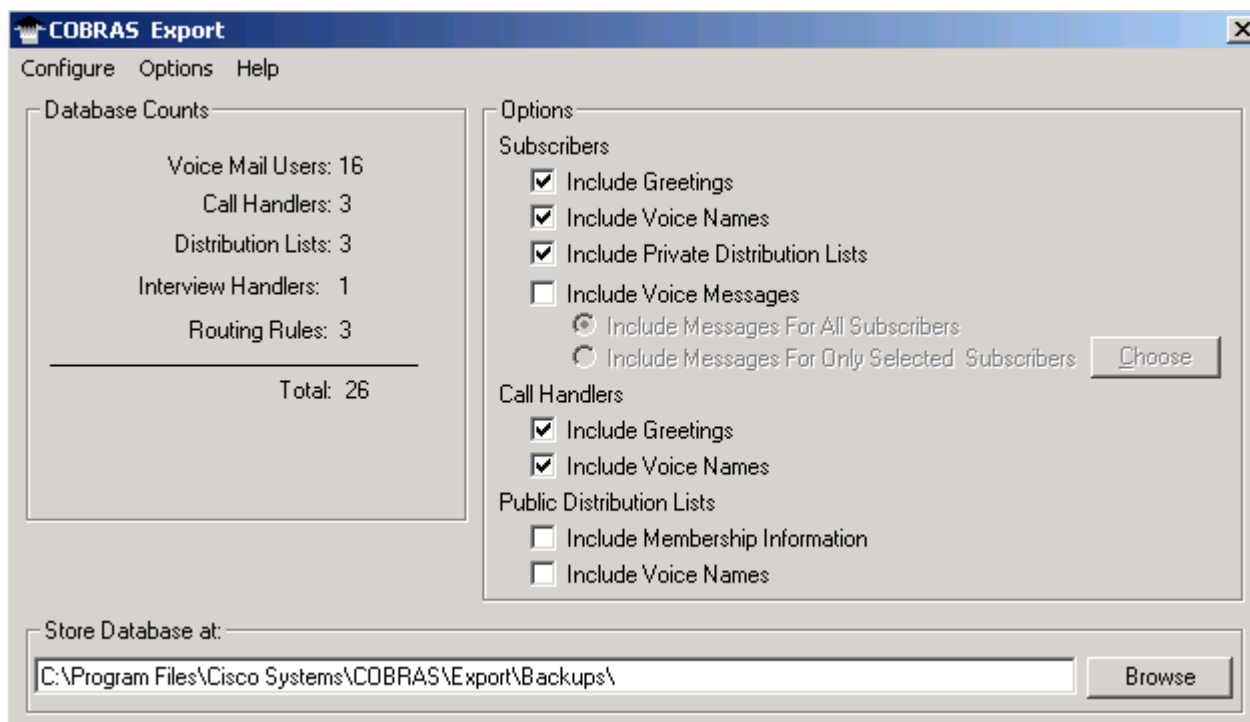 COBRAS Export
Configure Options Help
Database Counts
Voice Mail Users: 16
Call Handlers: 3
Distribution Lists: 3
Interview Handlers: 1
Routing Rules: 3
Total: 26
Options
Subscribers
Include Greetings
Include Voice Names
Include Private Distribution Lists
Include Voice Messages
Include Messages For All Subscribers
Include Messages For Only Selected Subscribers
Choose
Call Handlers
Include Greetings
Include Voice Names
Public Distribution Lists
Include Membership Information
Include Voice Names
Store Database at:
C:\Program Files\Cisco Systems\COBRAS\Export\Backups\
Browse